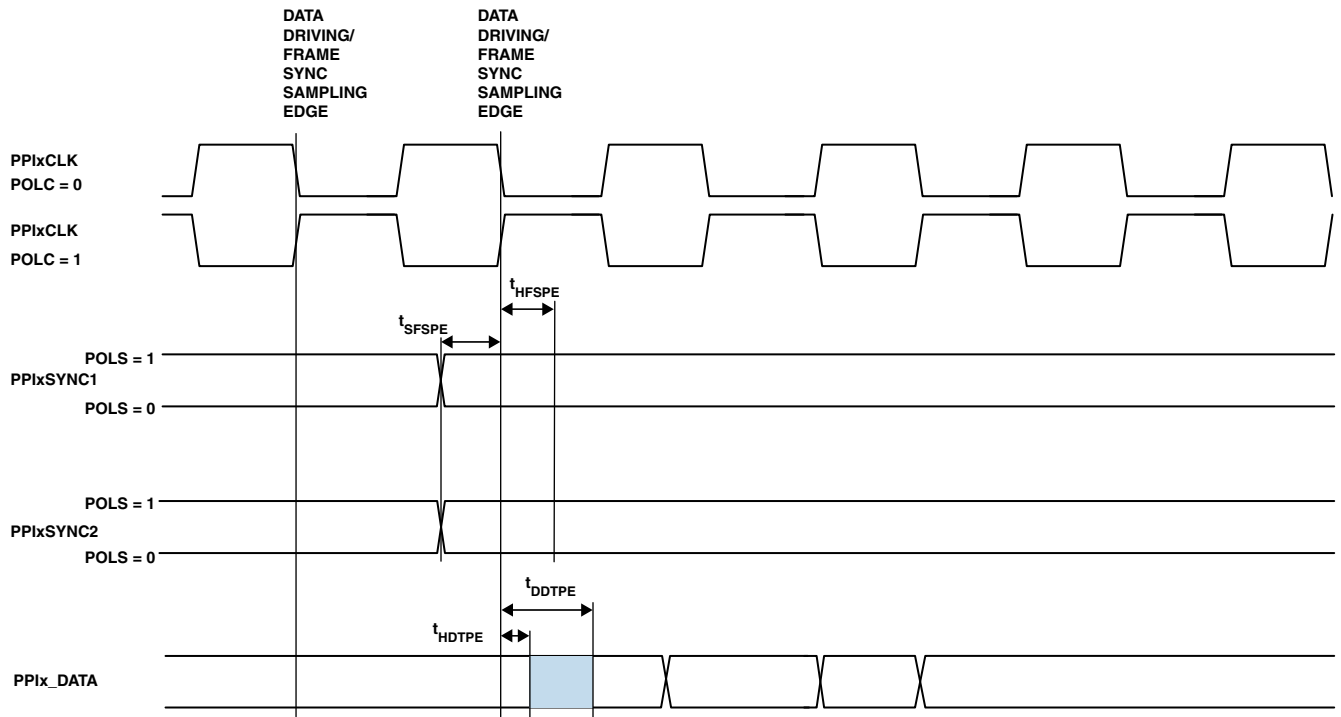 DATA
DRIVING/
FRAME
SYNC
SAMPLING
EDGE
DATA
DRIVING/
FRAME
SYNC
SAMPLING
EDGE
PPIxCLK
POLC = 0
PPIxCLK
POLC = 1
tHFSPE
tSFSPE
POLS = 1
PPIxSYNC1
POLS = 0
POLS = 1
PPIxSYNC2
POLS = 0
tDDTPE
tHDTPE
PPIx_DATA